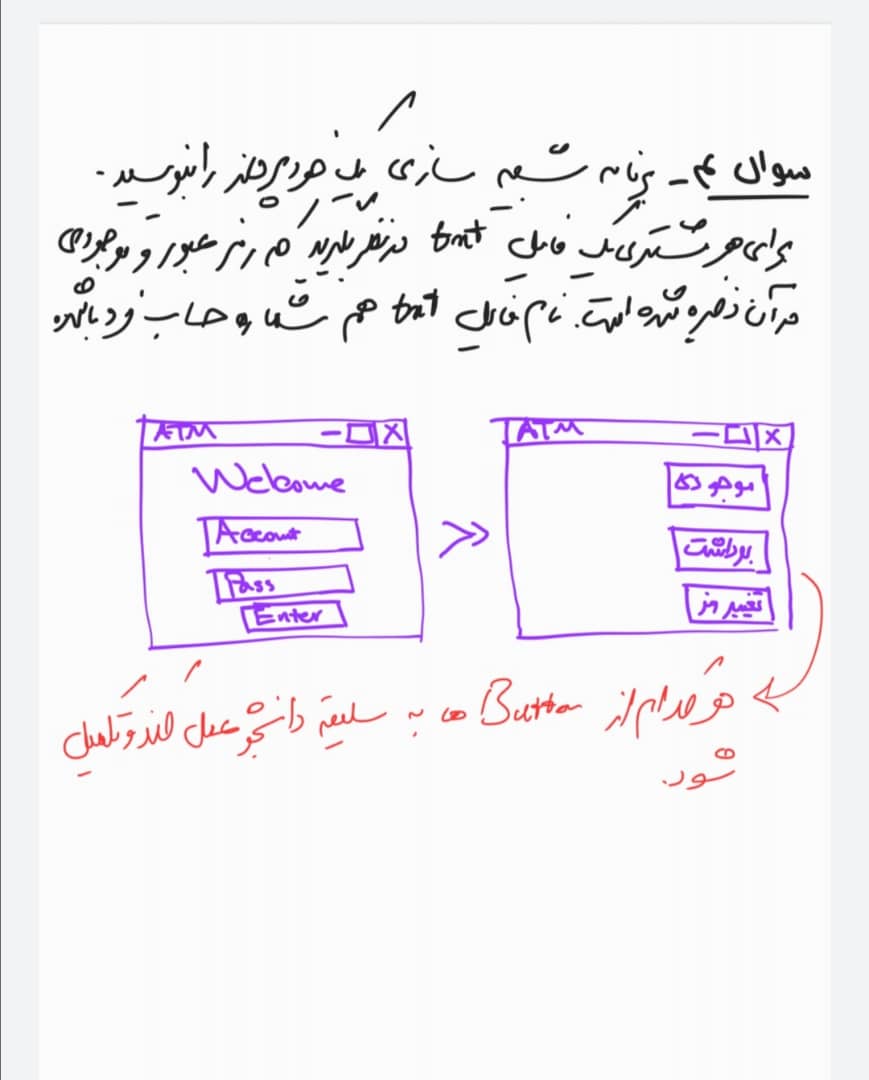 سوال ۴- برنامه شبیه سازی یک خودپرداز را بنویسید.
برای هر مشتری یک فایل txt در نظر بگیرید که رمز عبور و موجودی
در آن ذخیره شده است. نام فایل txt هم شماره حساب خود باشد
ATM
Welcome
Account
Pass
Enter
>>
ATM
موجودی
برداشت
تغییر رمز
هر کدام از Button ها به سلیقه دانشجو عمل کند و تکمیل
شود.